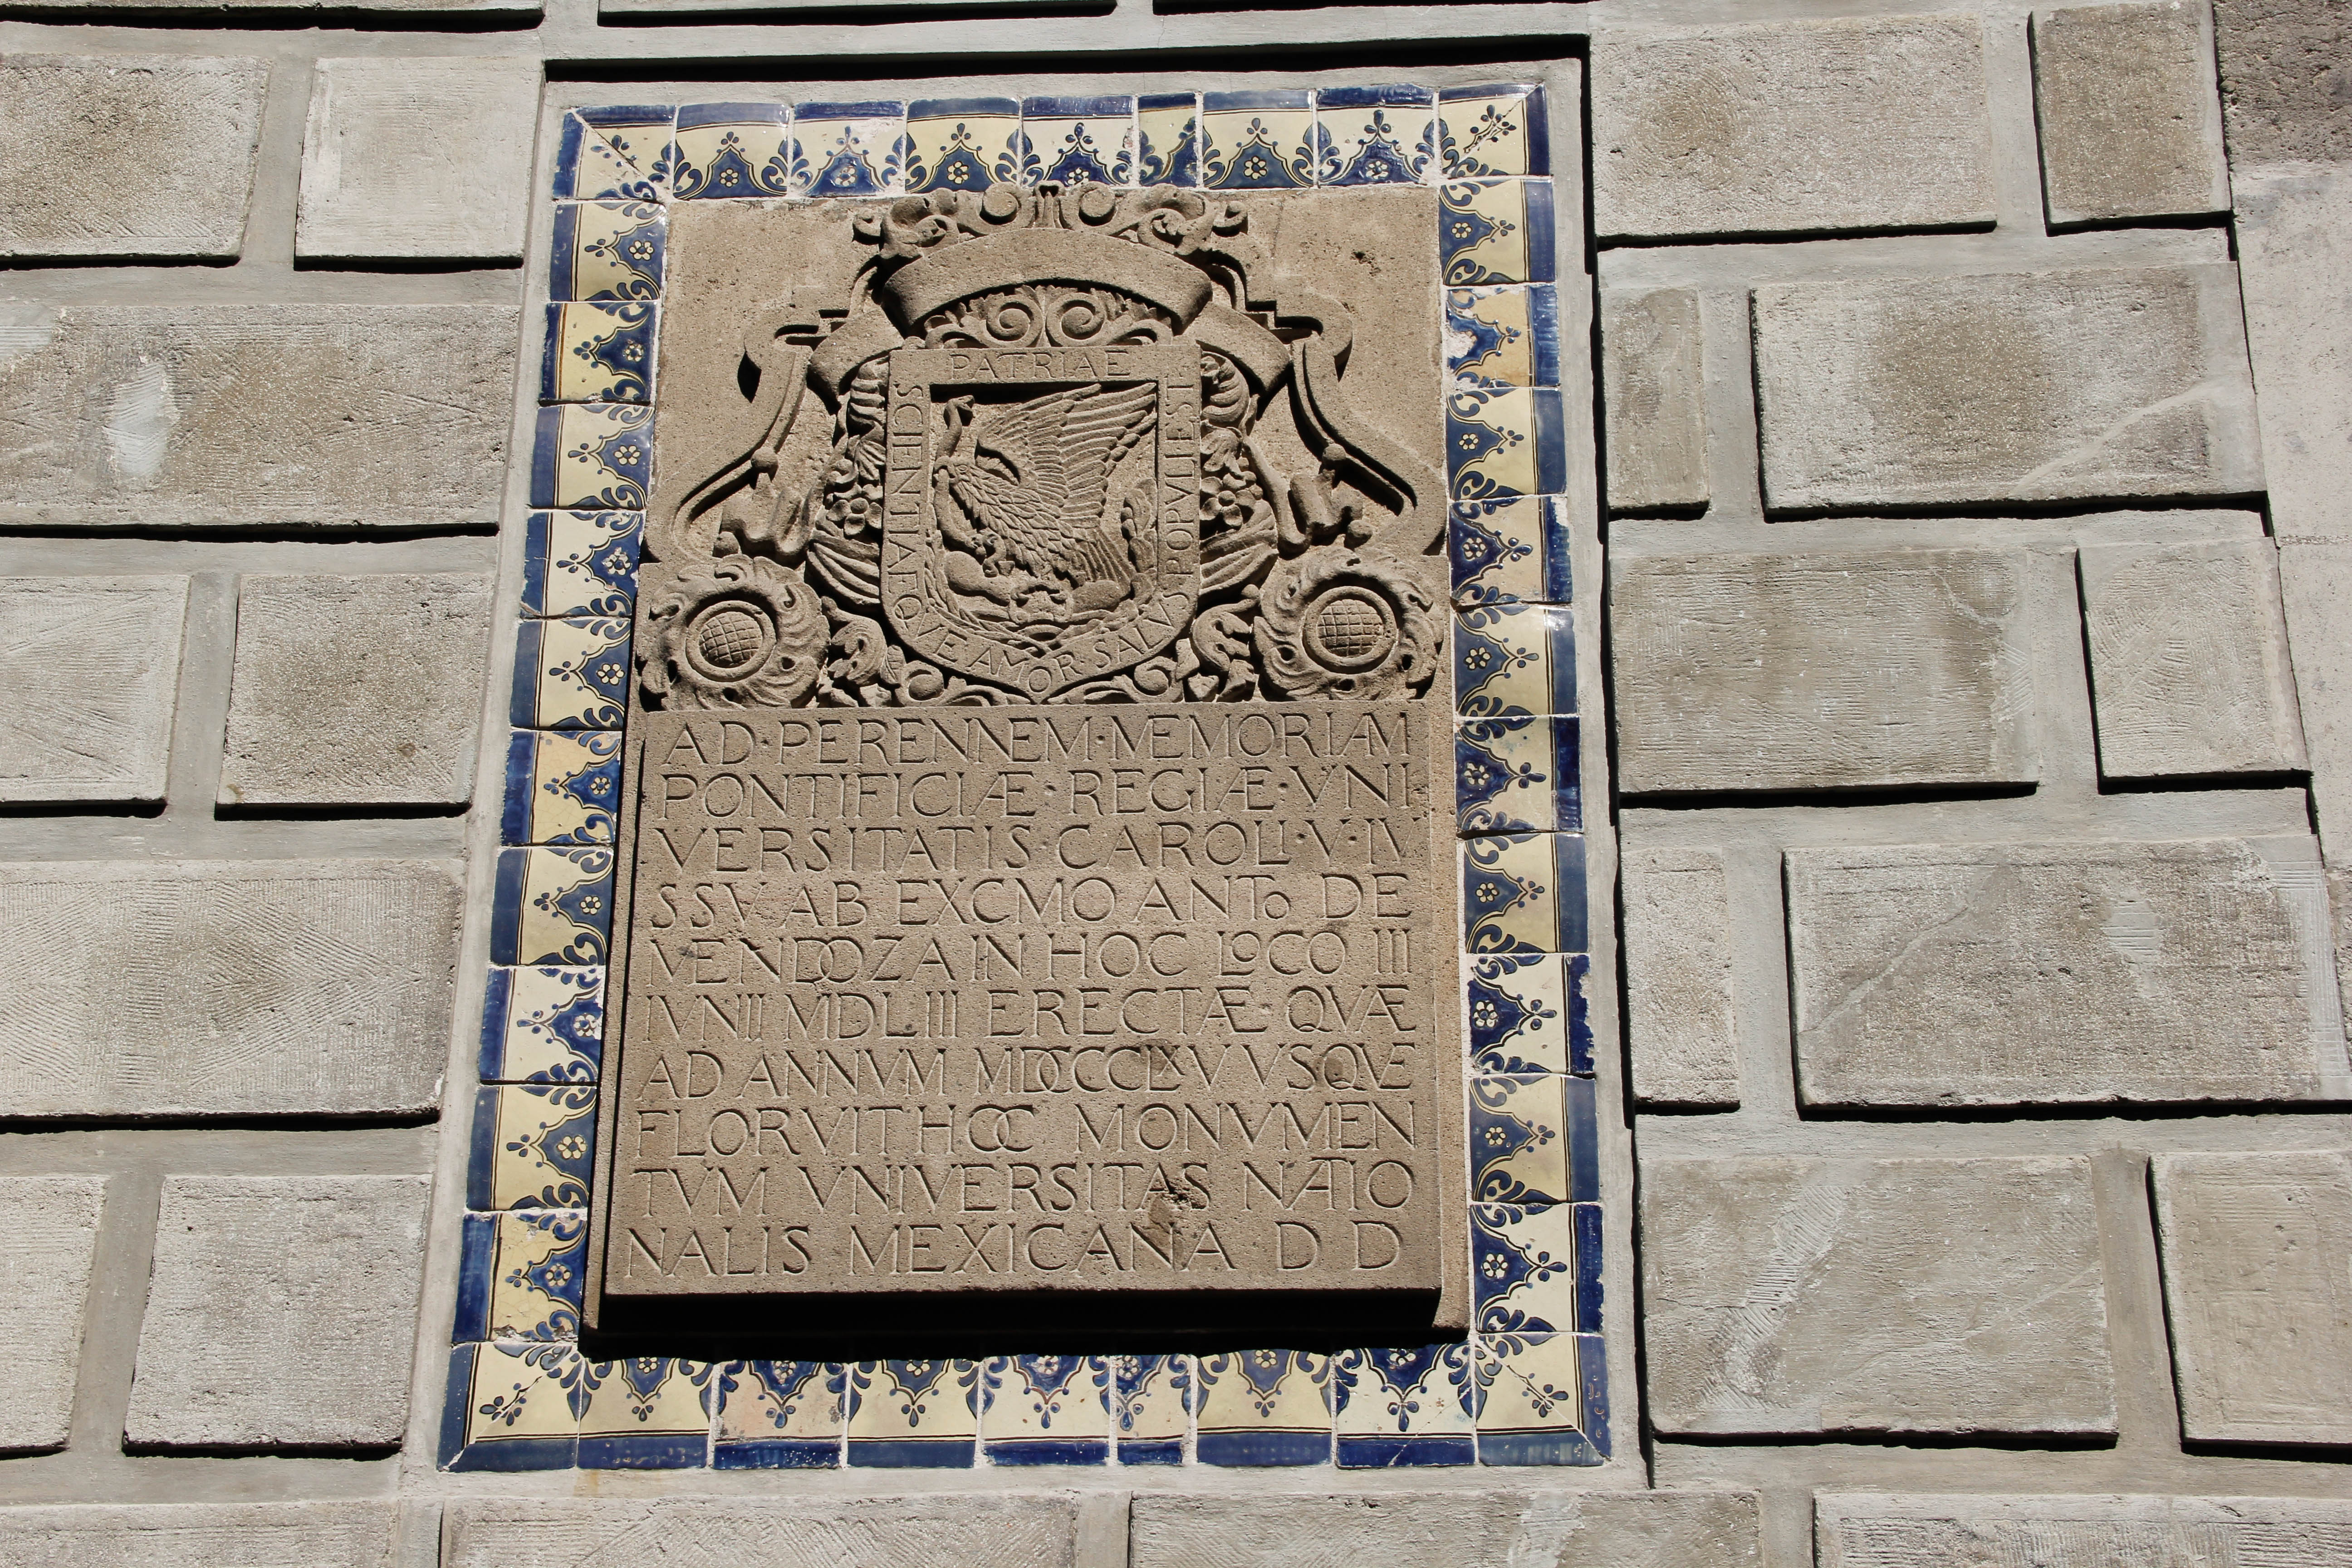 PATRIAE
SCIENTIAEQVE AMOR · SALVS · POPVLI EST ·
AD · PERENNEM · MEMORIAM
PONTIFICIÆ · REGIÆ · VNI
VERSITATIS · CAROLI · V · IV
SSV AB EXCMO ANTo DE
MENDOZA IN HOC LOCO III
IVNII MDLIII ERECTÆ · QVÆ
AD ANNVM MDCCCLXV VSQVE
FLORVIT HOC MONVMEN
TVM VNIVERSITAS NATIO
NALIS MEXICANA D D